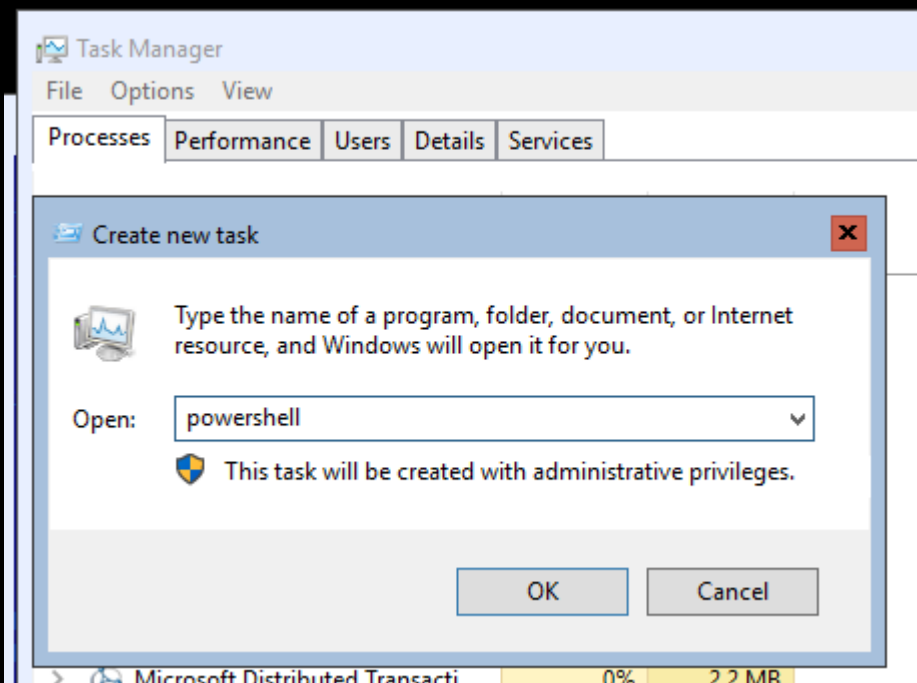 Task Manager
File Options View
Processes Performance Users Details Services
Create new task
Type the name of a program, folder, document, or Internet
resource, and Windows will open it for you.
Open: powershell
This task will be created with administrative privileges.
OK Cancel
Microsoft Distributed Transacti... 0% 2.2 MB